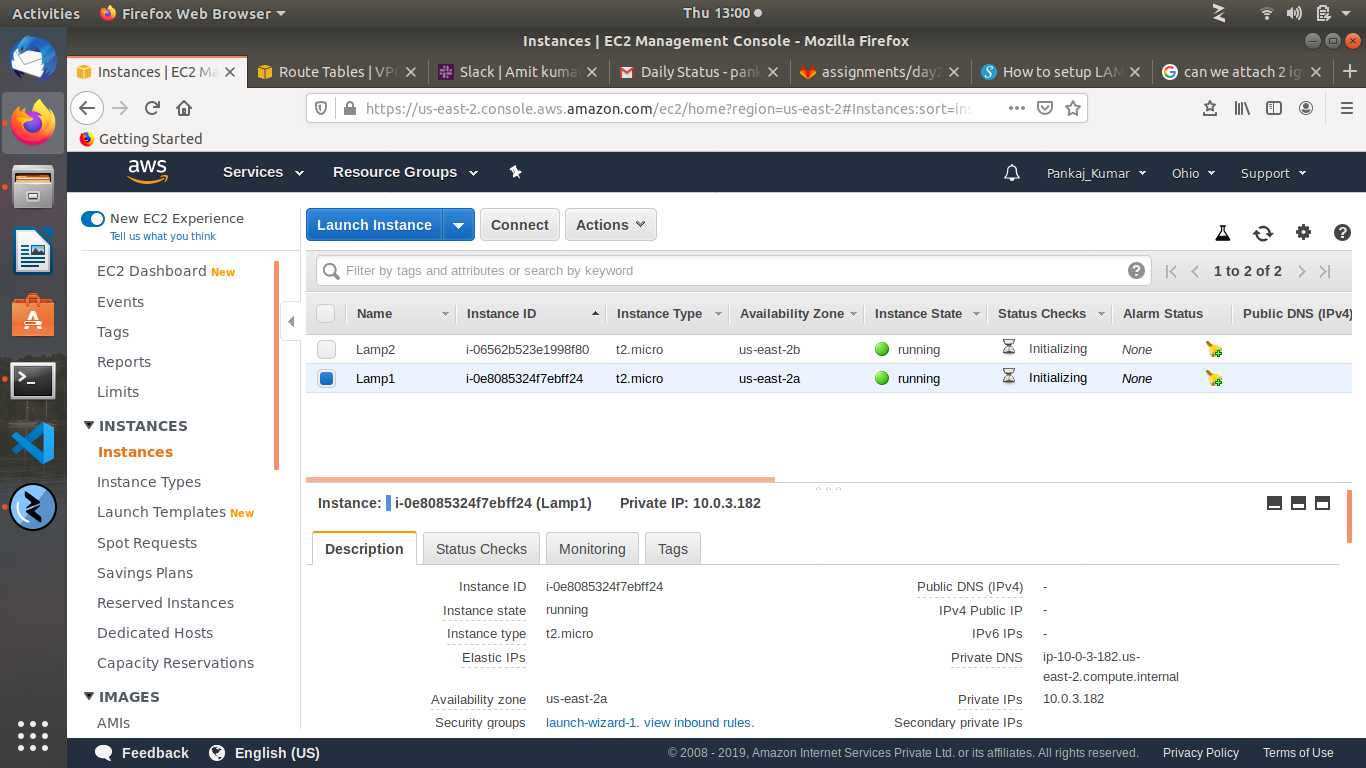 Activities Firefox Web Browser Thu 13:00
Instances | EC2 Management Console - Mozilla Firefox
Instances | EC2 Ma Route Tables | VPC Slack | Amit kuma Daily Status - pank assignments/day2 How to setup LAM can we attach 2 ig
https://us-east-2.console.aws.amazon.com/ec2/home?region=us-east-2#Instances:sort=ins
Getting Started
aws Services Resource Groups Pankaj_Kumar Ohio Support
New EC2 Experience
Tell us what you think
EC2 Dashboard New
Events
Tags
Reports
Limits
INSTANCES
Instances
Instance Types
Launch Templates New
Spot Requests
Savings Plans
Reserved Instances
Dedicated Hosts
Capacity Reservations
IMAGES
AMIs
Launch Instance Connect Actions
Filter by tags and attributes or search by keyword 1 to 2 of 2
Name Instance ID Instance Type Availability Zone Instance State Status Checks Alarm Status Public DNS (IPv4)
Lamp2 i-06562b523e1998f80 t2.micro us-east-2b running Initializing None
Lamp1 i-0e8085324f7ebff24 t2.micro us-east-2a running Initializing None
Instance: i-0e8085324f7ebff24 (Lamp1) Private IP: 10.0.3.182
Description Status Checks Monitoring Tags
Instance ID i-0e8085324f7ebff24 Public DNS (IPv4) -
Instance state running IPv4 Public IP -
Instance type t2.micro IPv6 IPs -
Elastic IPs Private DNS ip-10-0-3-182.us-
east-2.compute.internal
Availability zone us-east-2a Private IPs 10.0.3.182
Security groups launch-wizard-1. view inbound rules. Secondary private IPs
Feedback English (US) © 2008 - 2019, Amazon Internet Services Private Ltd. or its affiliates. All rights reserved. Privacy Policy Terms of Use